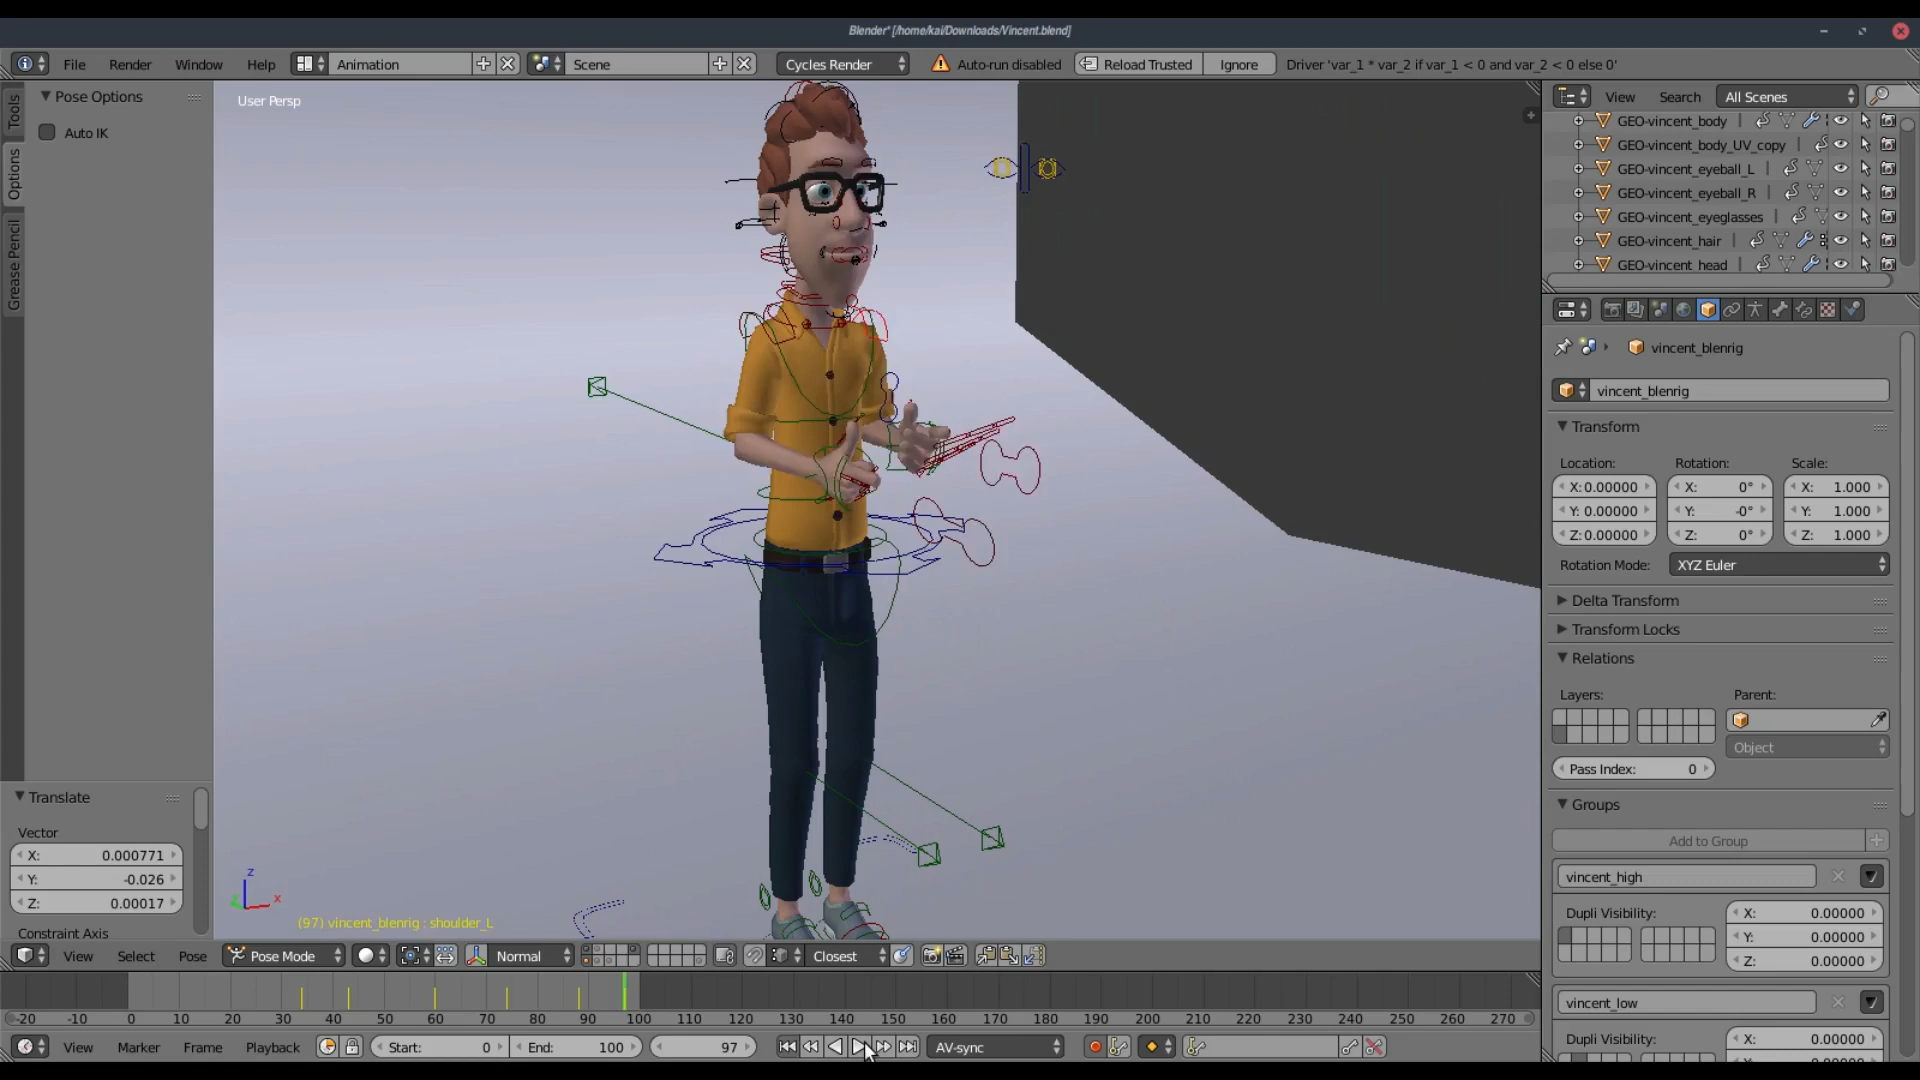 Blender* [/home/kai/Downloads/Vincent.blend]
File Render Window Help Animation Scene Cycles Render Auto-run disabled Reload Trusted Ignore Driver 'var_1 * var_2 if var_1 < 0 and var_2 < 0 else 0'
Tools
Options
Grease Pencil
Pose Options
Auto IK
User Persp
View Search All Scenes
GEO-vincent_body
GEO-vincent_body_UV_copy
GEO-vincent_eyeball_L
GEO-vincent_eyeball_R
GEO-vincent_eyeglasses
GEO-vincent_hair
GEO-vincent_head
vincent_blenrig
vincent_blenrig
Transform
Location: Rotation: Scale:
X: 0.00000 X: 0° X: 1.000
Y: 0.00000 Y: -0° Y: 1.000
Z: 0.00000 Z: 0° Z: 1.000
Rotation Mode: XYZ Euler
Delta Transform
Transform Locks
Relations
Layers: Parent:
Object
Pass Index: 0
Groups
Add to Group
vincent_high
Dupli Visibility: X: 0.00000
Y: 0.00000
Z: 0.00000
vincent_low
Dupli Visibility: X: 0.00000
Translate
Vector
X: 0.000771
Y: -0.026
Z: 0.00017
Constraint Axis
z
x
(97) vincent_blenrig : shoulder_L
View Select Pose Pose Mode Normal Closest
-20 -10 0 10 20 30 40 50 60 70 80 90 100 110 120 130 140 150 160 170 180 190 200 210 220 230 240 250 260 270
View Marker Frame Playback Start: 0 End: 100 97 AV-sync